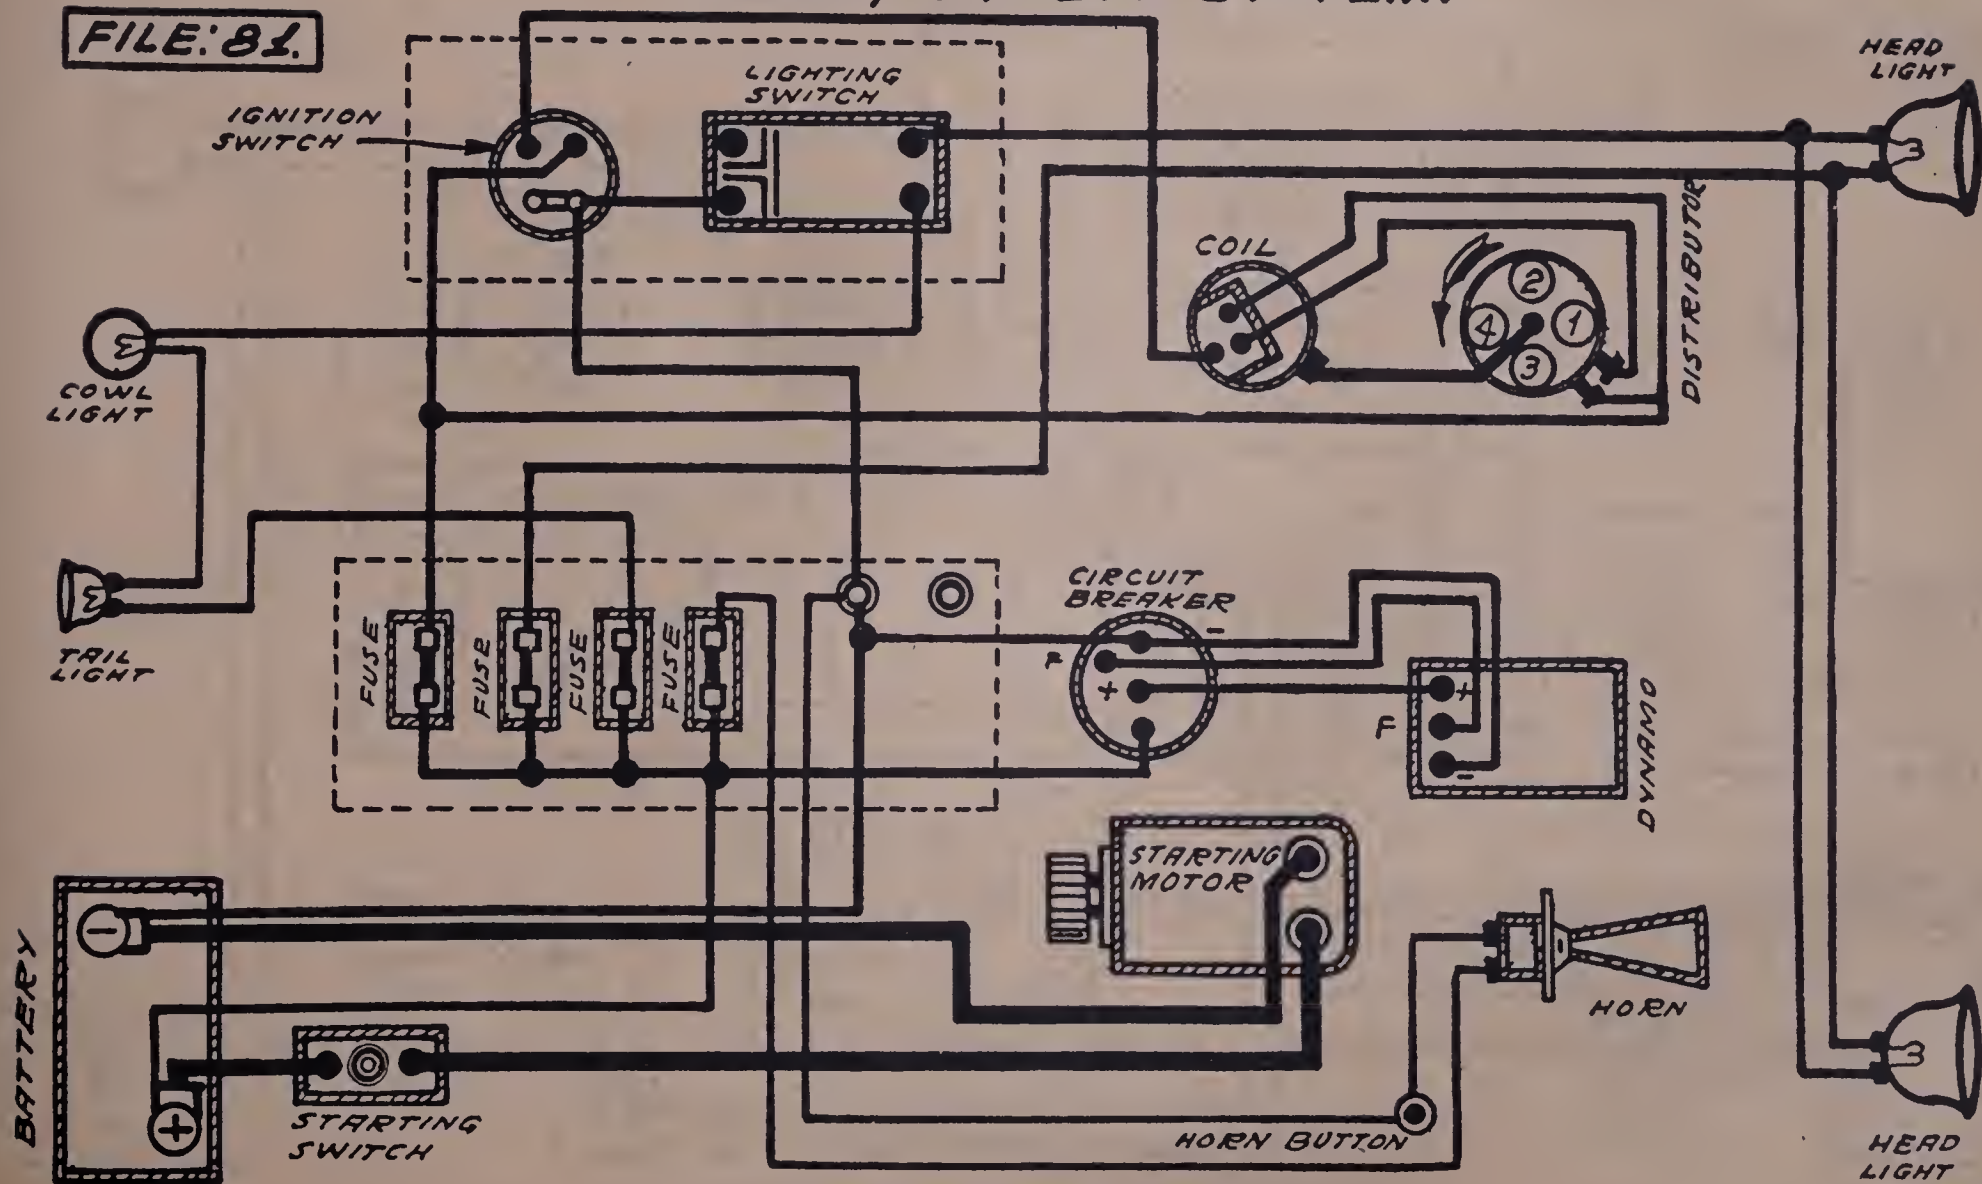 FILE: 81.
HEAD
LIGHT
LIGHTING
SWITCH
IGNITION
SWITCH
COIL
DISTRIBUTOR
2
4
1
3
COWL
LIGHT
TAIL
LIGHT
FUSE
FUSE
FUSE
FUSE
CIRCUIT
BREAKER
-
F
+
+
F
-
DYNAMO
STARTING
MOTOR
BATTERY
-
+
STARTING
SWITCH
HORN
HORN BUTTON
HEAD
LIGHT